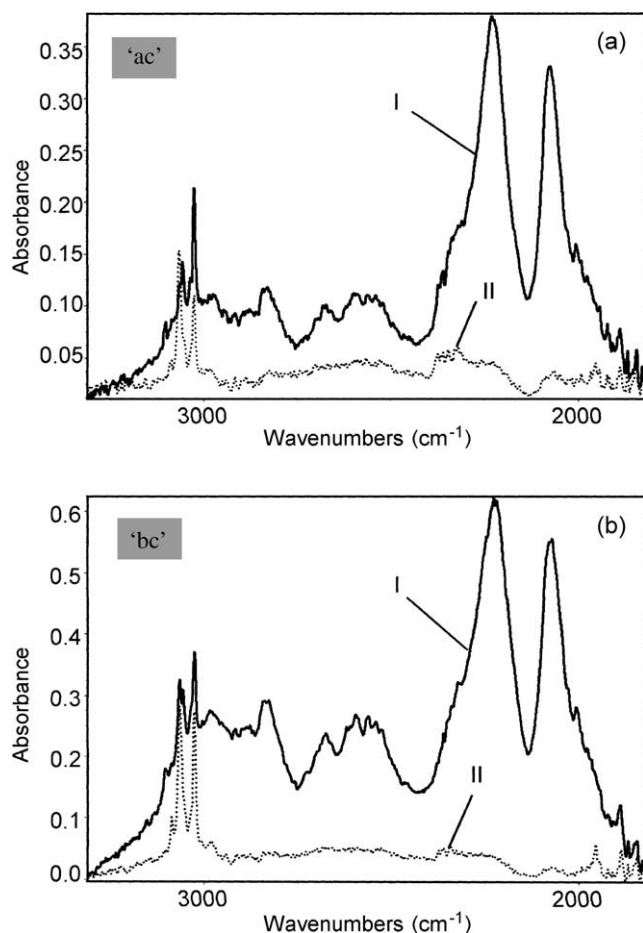 'ac'
(a)
I
II
Absorbance
0.35
0.30
0.25
0.20
0.15
0.10
0.05
3000
2000
Wavenumbers (cm-1)
'bc'
(b)
I
II
Absorbance
0.6
0.5
0.4
0.3
0.2
0.1
0.0
3000
2000
Wavenumbers (cm-1)